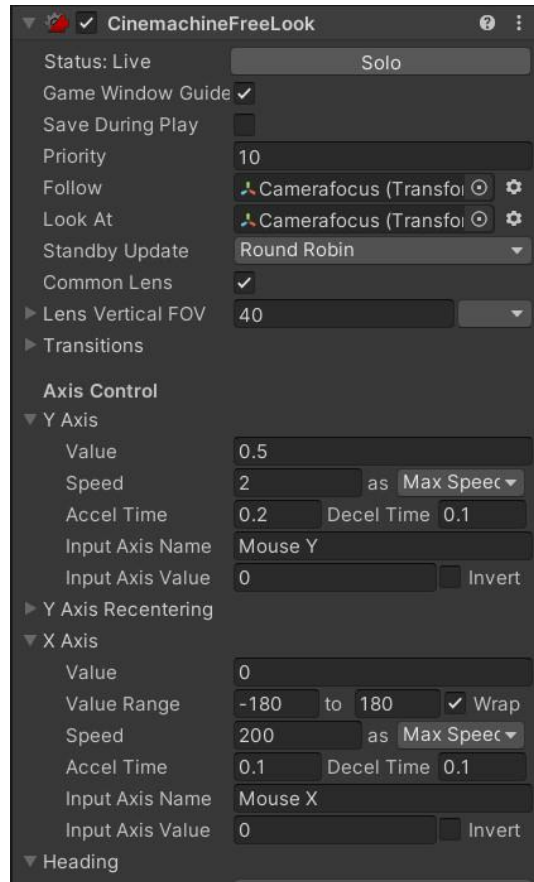 CinemachineFreeLook
Status: Live Solo
Game Window Guide
Save During Play
Priority 10
Follow Camerafocus (Transfor
Look At Camerafocus (Transfor
Standby Update Round Robin
Common Lens
Lens Vertical FOV 40
Transitions
Axis Control
Y Axis
Value 0.5
Speed 2 as Max Speed
Accel Time 0.2 Decel Time 0.1
Input Axis Name Mouse Y
Input Axis Value 0 Invert
Y Axis Recentering
X Axis
Value 0
Value Range -180 to 180 Wrap
Speed 200 as Max Speed
Accel Time 0.1 Decel Time 0.1
Input Axis Name Mouse X
Input Axis Value 0 Invert
Heading